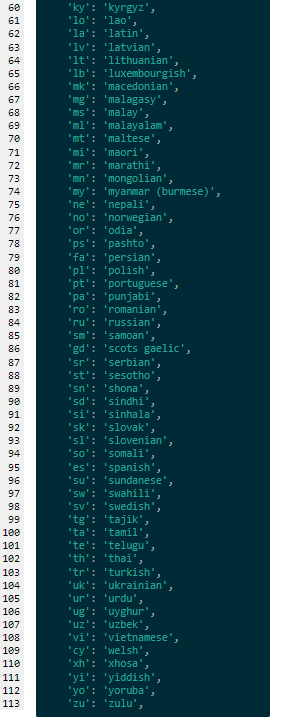 60 'ky': 'kyrgyz',
61 'lo': 'lao',
62 'la': 'latin',
63 'lv': 'latvian',
64 'lt': 'lithuanian',
65 'lb': 'luxembourgish',
66 'mk': 'macedonian',
67 'mg': 'malagasy',
68 'ms': 'malay',
69 'ml': 'malayalam',
70 'mt': 'maltese',
71 'mi': 'maori',
72 'mr': 'marathi',
73 'mn': 'mongolian',
74 'my': 'myanmar (burmese)',
75 'ne': 'nepali',
76 'no': 'norwegian',
77 'or': 'odia',
78 'ps': 'pashto',
79 'fa': 'persian',
80 'pl': 'polish',
81 'pt': 'portuguese',
82 'pa': 'punjabi',
83 'ro': 'romanian',
84 'ru': 'russian',
85 'sm': 'samoan',
86 'gd': 'scots gaelic',
87 'sr': 'serbian',
88 'st': 'sesotho',
89 'sn': 'shona',
90 'sd': 'sindhi',
91 'si': 'sinhala',
92 'sk': 'slovak',
93 'sl': 'slovenian',
94 'so': 'somali',
95 'es': 'spanish',
96 'su': 'sundanese',
97 'sw': 'swahili',
98 'sv': 'swedish',
99 'tg': 'tajik',
100 'ta': 'tamil',
101 'te': 'telugu',
102 'th': 'thai',
103 'tr': 'turkish',
104 'uk': 'ukrainian',
105 'ur': 'urdu',
106 'ug': 'uyghur',
107 'uz': 'uzbek',
108 'vi': 'vietnamese',
109 'cy': 'welsh',
110 'xh': 'xhosa',
111 'yi': 'yiddish',
112 'yo': 'yoruba',
113 'zu': 'zulu',